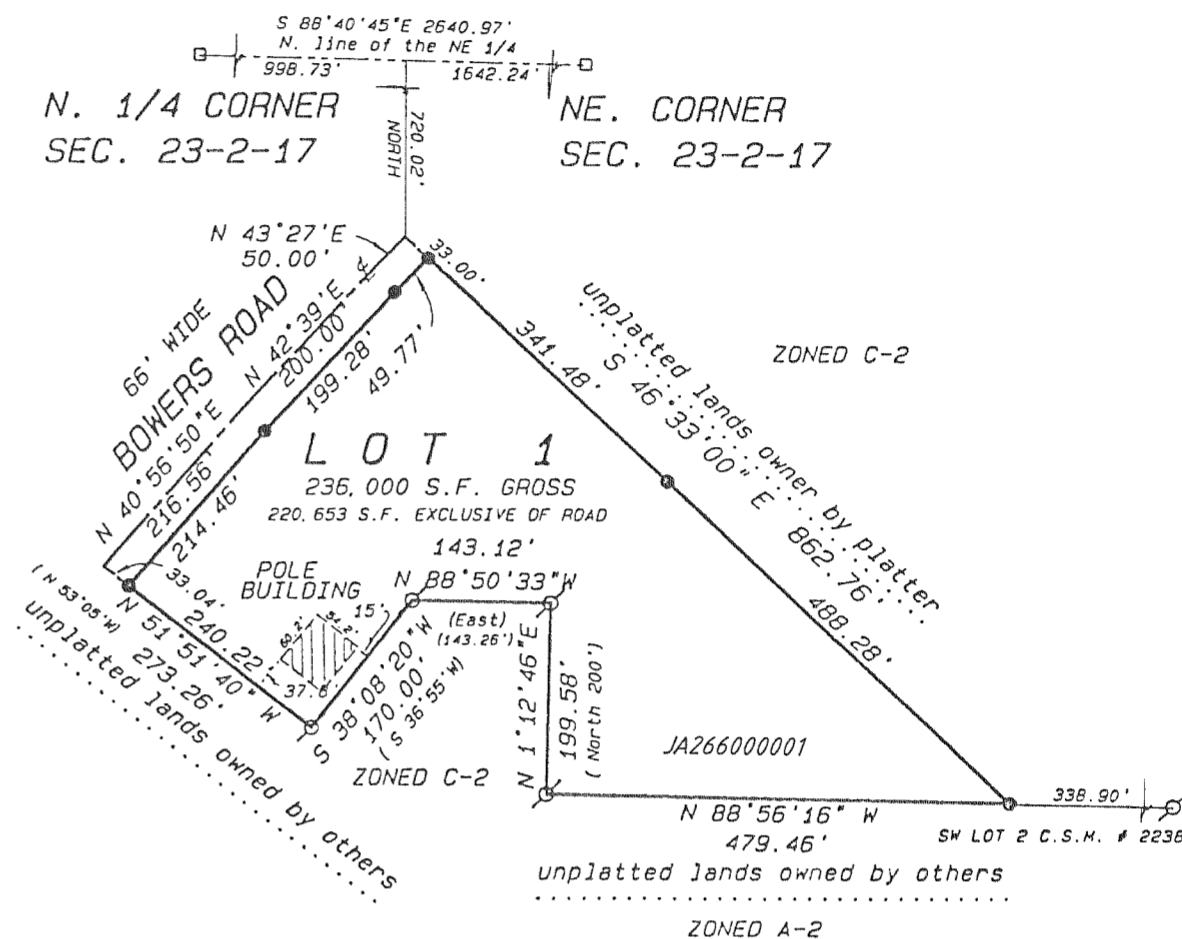 S 88°40'45"E 2640.97'
N. line of the NE 1/4
998.73'
1642.24'
N. 1/4 CORNER
SEC. 23-2-17
NE. CORNER
SEC. 23-2-17
720.02'
NORTH
N 43°27'E
50.00'
33.00'
66' WIDE
BOWERS ROAD
N 42°39'E
200.00'
199.28'
49.77'
N 40°56'50"E
216.56'
214.46'
341.48'
unplatted lands owner by platter
S 46°33'00" E 862.76'
488.28'
ZONED C-2
LOT 1
236,000 S.F. GROSS
220,653 S.F. EXCLUSIVE OF ROAD
143.12'
N 88°50'33"W
(East)
(143.26')
POLE
BUILDING
60.2'
54.2'
15'
37.6'
33.04'
240.22'
(N 53°05'W)
N 51°51'40" W
273.26'
unplatted lands owned by others
S 38°08'20"W
170.00'
(S 36°55'W)
ZONED C-2
N 1°12'46"E
199.58'
(North 200')
JA266000001
N 88°56'16" W
479.46'
338.90'
SW LOT 2 C.S.M. # 2236
unplatted lands owned by others
ZONED A-2